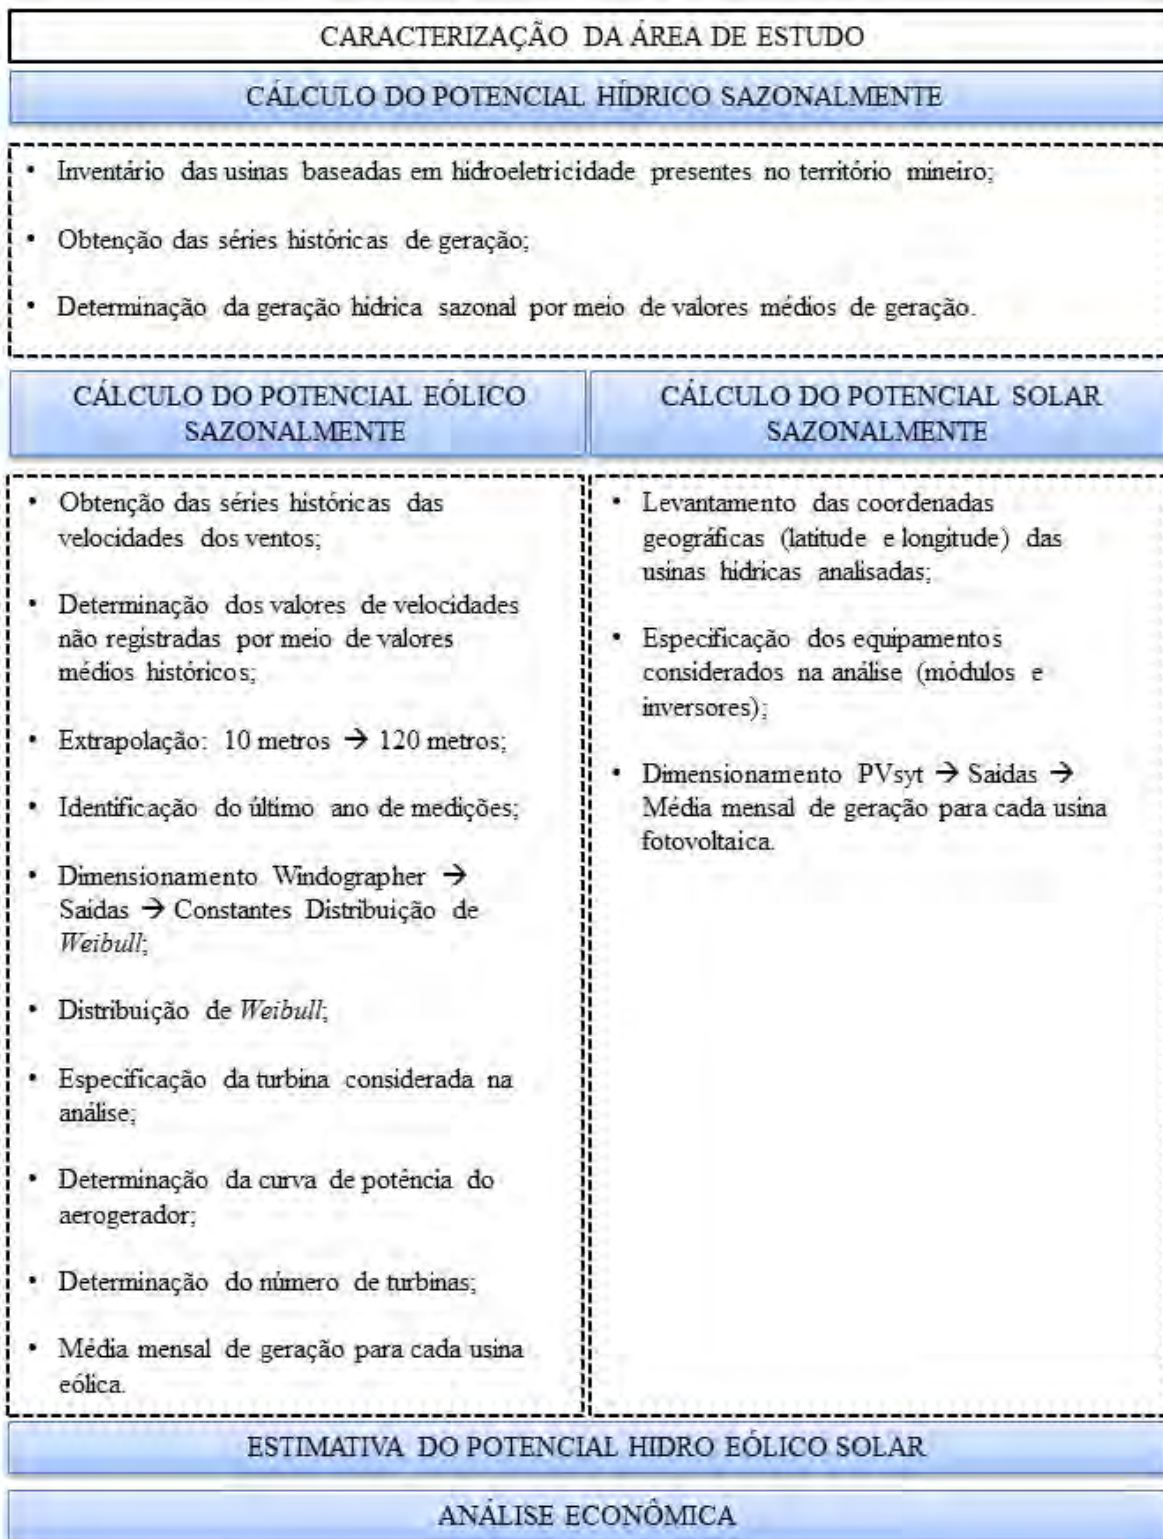 CARACTERIZAÇÃO DA ÁREA DE ESTUDO
CÁLCULO DO POTENCIAL HÍDRICO SAZONALMENTE
• Inventário das usinas baseadas em hidroeletricidade presentes no território mineiro;
• Obtenção das séries históricas de geração;
• Determinação da geração hídrica sazonal por meio de valores médios de geração.
CÁLCULO DO POTENCIAL EÓLICO
SAZONALMENTE
• Obtenção das séries históricas das
velocidades dos ventos;
• Determinação dos valores de velocidades
não registradas por meio de valores
médios históricos;
• Extrapolação: 10 metros → 120 metros;
• Identificação do último ano de medições;
• Dimensionamento Windographer →
Saídas → Constantes Distribuição de
Weibull;
• Distribuição de Weibull;
• Especificação da turbina considerada na
análise;
• Determinação da curva de potência do
aerogerador;
• Determinação do número de turbinas;
• Média mensal de geração para cada usina
eólica.
CÁLCULO DO POTENCIAL SOLAR
SAZONALMENTE
• Levantamento das coordenadas
geográficas (latitude e longitude) das
usinas hídricas analisadas;
• Especificação dos equipamentos
considerados na análise (módulos e
inversores);
• Dimensionamento PVsyt → Saídas →
Média mensal de geração para cada usina
fotovoltaica.
ESTIMATIVA DO POTENCIAL HIDRO EÓLICO SOLAR
ANÁLISE ECONÔMICA